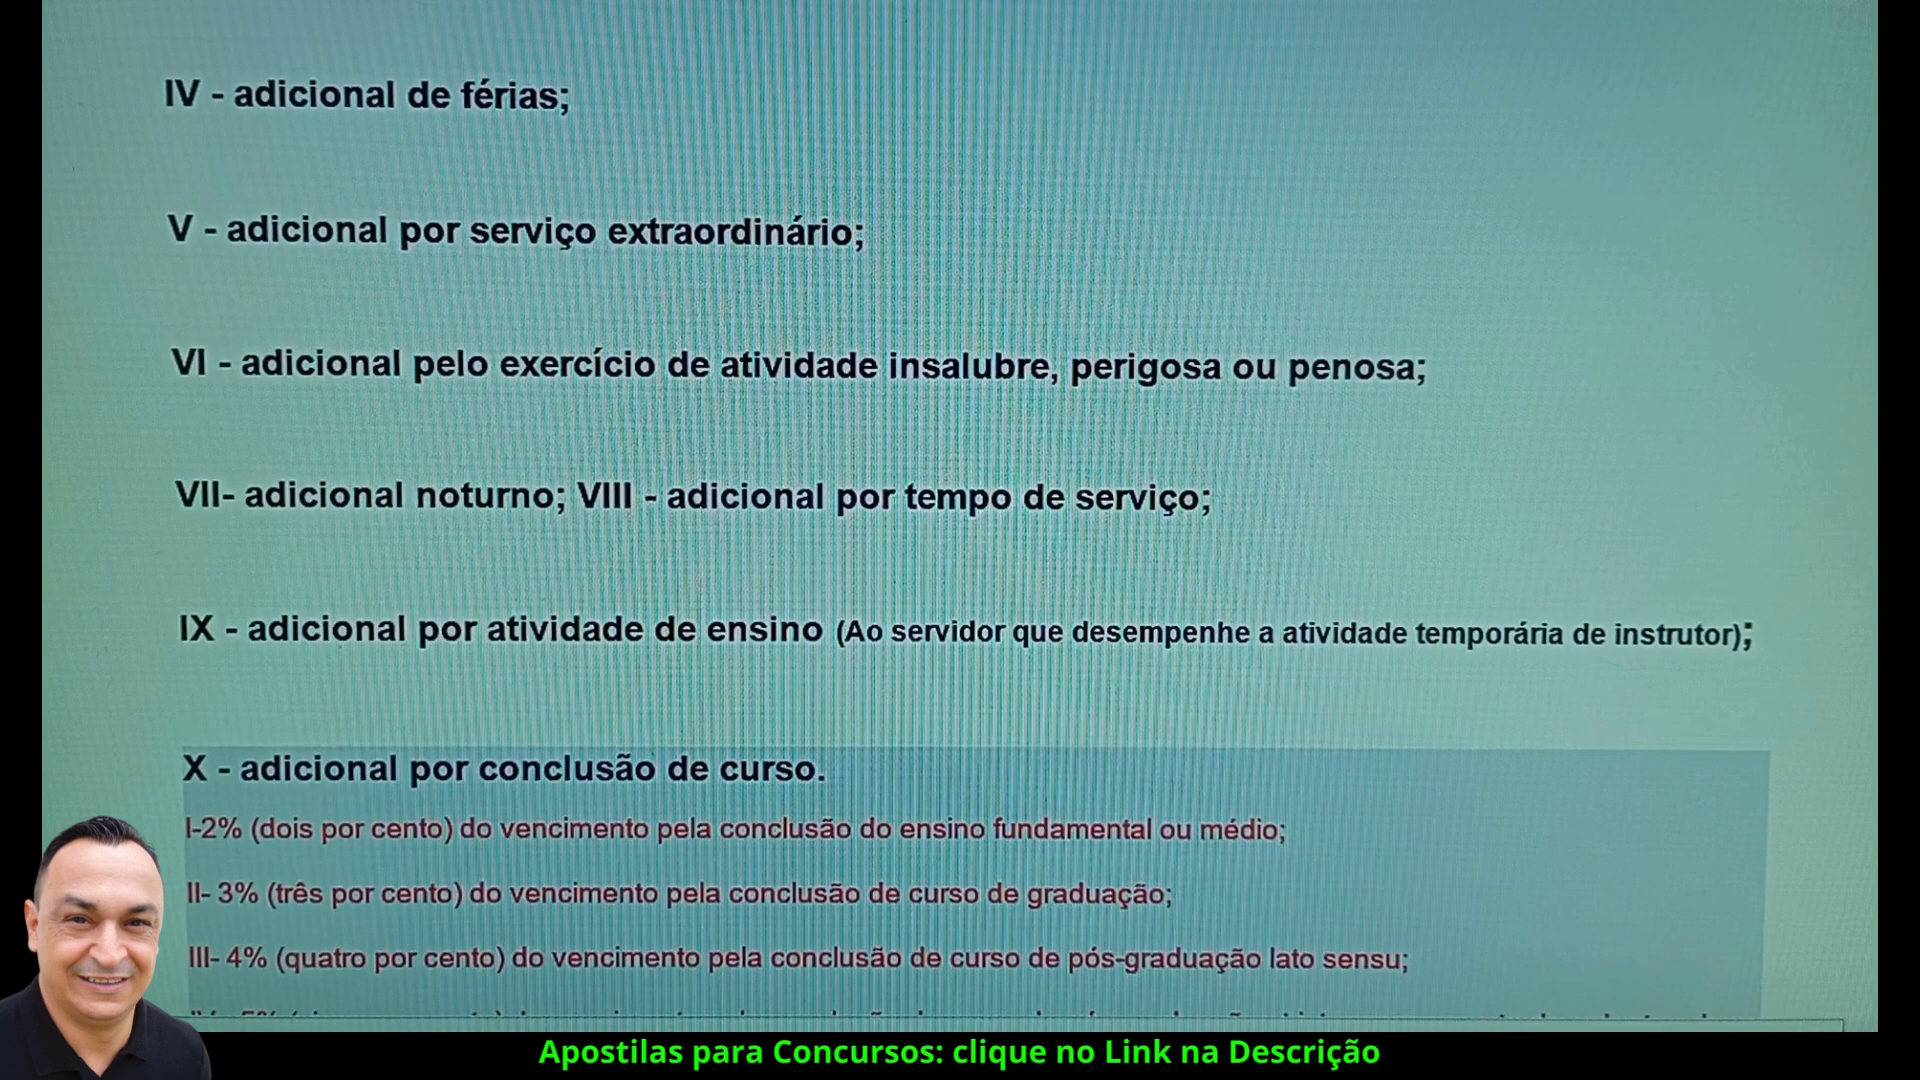 IV - adicional de férias;
V - adicional por serviço extraordinário;
VI - adicional pelo exercício de atividade insalubre, perigosa ou penosa;
VII- adicional noturno; VIII - adicional por tempo de serviço;
IX - adicional por atividade de ensino (Ao servidor que desempenhe a atividade temporária de instrutor);
X - adicional por conclusão de curso.
I-2% (dois por cento) do vencimento pela conclusão do ensino fundamental ou médio;
II- 3% (três por cento) do vencimento pela conclusão de curso de graduação;
III- 4% (quatro por cento) do vencimento pela conclusão de curso de pós-graduação lato sensu;
Apostilas para Concursos: clique no Link na Descrição